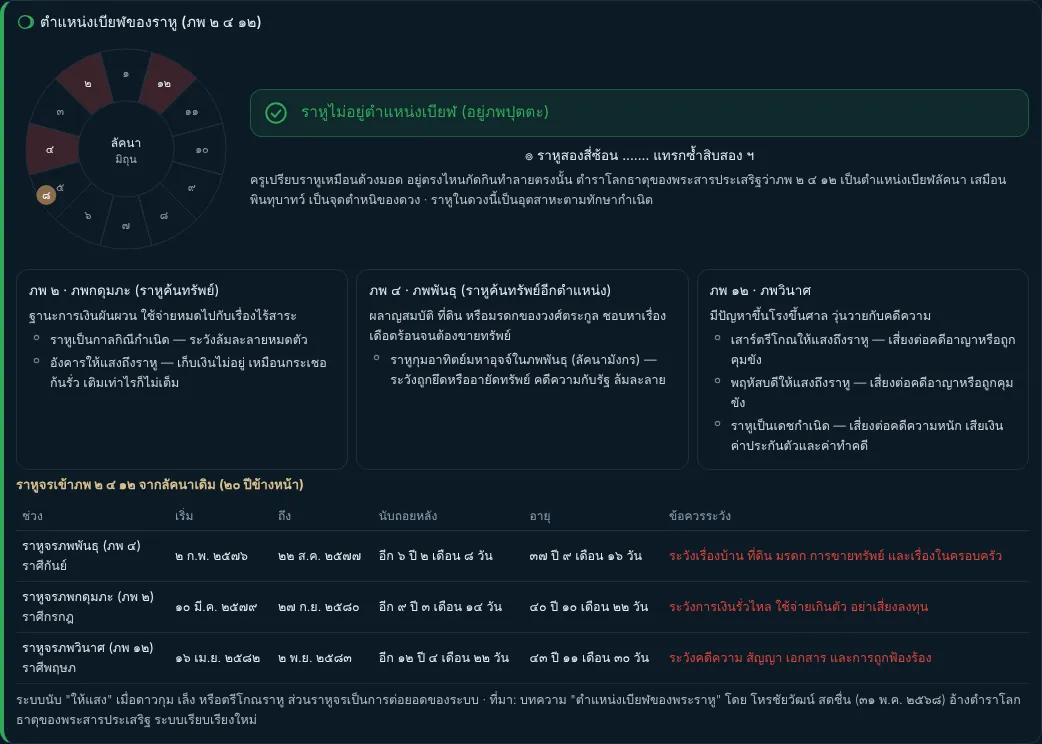 ตำแหน่งเบียฬของราหู (ภพ ๒ ๔ ๑๒)
๑
๒
๑๒
๓
๑๑
๔
ลัคนา
มิถุน
๑๐
๘
๕
๙
๖
๘
๗
ราหูไม่อยู่ตำแหน่งเบียฬ (อยู่ภพปุตตะ)
๏ ราหูสองสี่ซ้อน ....... แทรกซ้ำสิบสอง ฯ
ครูเปรียบราหูเหมือนด้วงมอด อยู่ตรงไหนกัดกินทำลายตรงนั้น ตำราโลกธาตุของพระสารประเสริฐว่าภพ ๒ ๔ ๑๒ เป็นตำแหน่งเบียฬลัคนา เสมือน
พินทุบาทว์ เป็นจุดตำหนิของดวง · ราหูในดวงนี้เป็นอุตสาหะตามทักษากำเนิด
ภพ ๒ · ภพกดุมภะ (ราหูค้นทรัพย์)
ฐานะการเงินผันผวน ใช้จ่ายหมดไปกับเรื่องไร้สาระ
ราหูเป็นกาลกิณีกำเนิด — ระวังล้มละลายหมดตัว
อังคารให้แสงถึงราหู — เก็บเงินไม่อยู่ เหมือนกระเชอ
ก้นรั่ว เติมเท่าไรก็ไม่เต็ม
ภพ ๔ · ภพพันธุ (ราหูค้นทรัพย์อีกตำแหน่ง)
ผลาญสมบัติ ที่ดิน หรือมรดกของวงศ์ตระกูล ชอบหาเรื่อง
เดือดร้อนจนต้องขายทรัพย์
ราหูกุมอาทิตย์มหาอุจจ์ในภพพันธุ (ลัคนามังกร) —
ระวังถูกยึดหรืออายัดทรัพย์ คดีความกับรัฐ ล้มละลาย
ภพ ๑๒ · ภพวินาศ
มีปัญหาขึ้นโรงขึ้นศาล วุ่นวายกับคดีความ
เสาร์ตรีโกณให้แสงถึงราหู — เสี่ยงต่อคดีอาญาหรือถูก
คุมขัง
พฤหัสบดีให้แสงถึงราหู — เสี่ยงต่อคดีอาญาหรือถูกคุม
ขัง
ราหูเป็นเดชกำเนิด — เสี่ยงต่อคดีความหนัก เสียเงิน
ค่าประกันตัวและค่าทำคดี
ราหูจรเข้าภพ ๒ ๔ ๑๒ จากลัคนาเดิม (๒๐ ปีข้างหน้า)
ช่วง เริ่ม ถึง นับถอยหลัง อายุ ข้อควรระวัง
ราหูจรภพพันธุ (ภพ ๔)
ราศีกันย์
๒ ก.พ. ๒๕๗๖ ๒๒ ส.ค. ๒๕๗๗ อีก ๖ ปี ๒ เดือน ๘ วัน ๓๗ ปี ๙ เดือน ๑๖ วัน ระวังเรื่องบ้าน ที่ดิน มรดก การขายทรัพย์ และเรื่องในครอบครัว
ราหูจรภพกดุมภะ (ภพ ๒)
ราศีกรกฎ
๑๐ มี.ค. ๒๕๗๙ ๒๗ ก.ย. ๒๕๘๐ อีก ๙ ปี ๓ เดือน ๑๔ วัน ๔๐ ปี ๑๐ เดือน ๒๒ วัน ระวังการเงินรั่วไหล ใช้จ่ายเกินตัว อย่าเสี่ยงลงทุน
ราหูจรภพวินาศ (ภพ ๑๒)
ราศีพฤษภ
๑๖ เม.ย. ๒๕๘๒ ๒ พ.ย. ๒๕๘๓ อีก ๑๒ ปี ๔ เดือน ๒๒ วัน ๔๓ ปี ๑๑ เดือน ๓๐ วัน ระวังคดีความ สัญญา เอกสาร และการถูกฟ้องร้อง
ระบบนับ "ให้แสง" เมื่อดาวกุม เล็ง หรือตรีโกณราหู ส่วนราหูจรเป็นการต่อยอดของระบบ · ที่มา: บทความ "ตำแหน่งเบียฬของพระราหู" โดย โหรชัยวัฒน์ สดชื่น (๓๑ พ.ค. ๒๕๖๘) อ้างตำราโลก
ธาตุของพระสารประเสริฐ ระบบเรียบเรียงใหม่